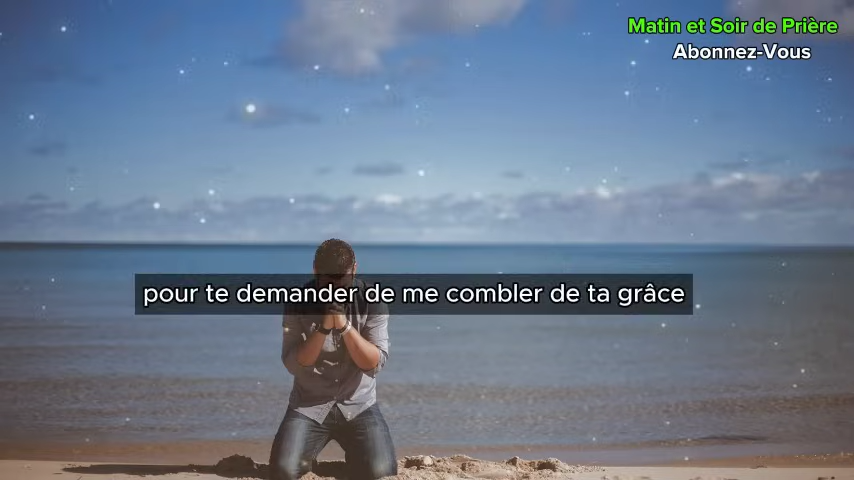 Matin et Soir de Prière
Abonnez-Vous
pour te demander de me combler de ta grâce